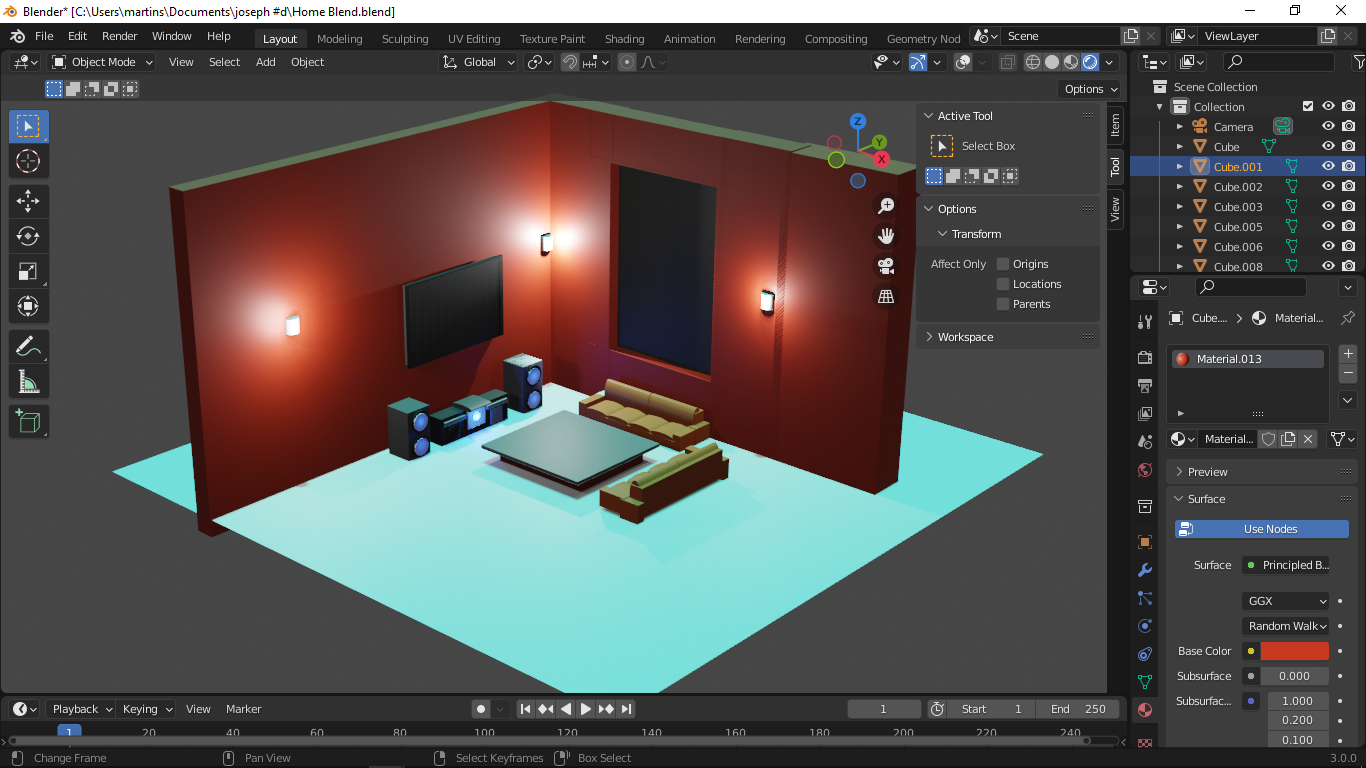 Blender* [C:\Users\martins\Documents\joseph #d\Home Blend.blend]
File Edit Render Window Help Layout Modeling Sculpting UV Editing Texture Paint Shading Animation Rendering Compositing Geometry Nod Scene ViewLayer
Object Mode View Select Add Object Global
Options
Scene Collection
Collection
Camera
Cube
Cube.001
Cube.002
Cube.003
Cube.005
Cube.006
Cube.008
Z
Y
X
Active Tool
Select Box
Options
Transform
Affect Only Origins
Locations
Parents
Workspace
Item
Tool
View
Cube.... Material...
Material.013
Material...
Preview
Surface
Use Nodes
Surface Principled B...
GGX
Random Walk
Base Color
Subsurface 0.000
Subsurfac... 1.000
0.200
0.100
Playback Keying View Marker 1 Start 1 End 250
1 20 40 60 80 100 120 140 160 180 200 220 240
Change Frame Pan View Select Keyframes Box Select 3.0.0